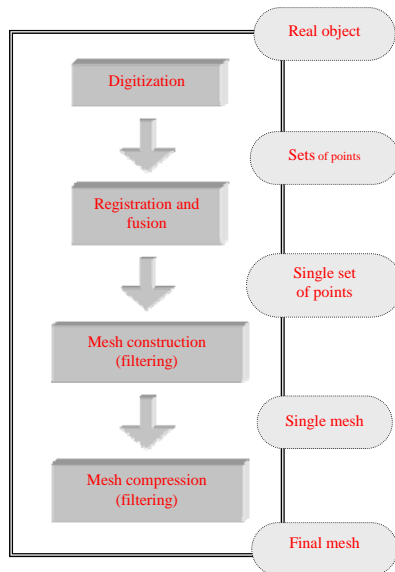 Real object
Digitization
Sets of points
Registration and
fusion
Single set
of points
Mesh construction
(filtering)
Single mesh
Mesh compression
(filtering)
Final mesh